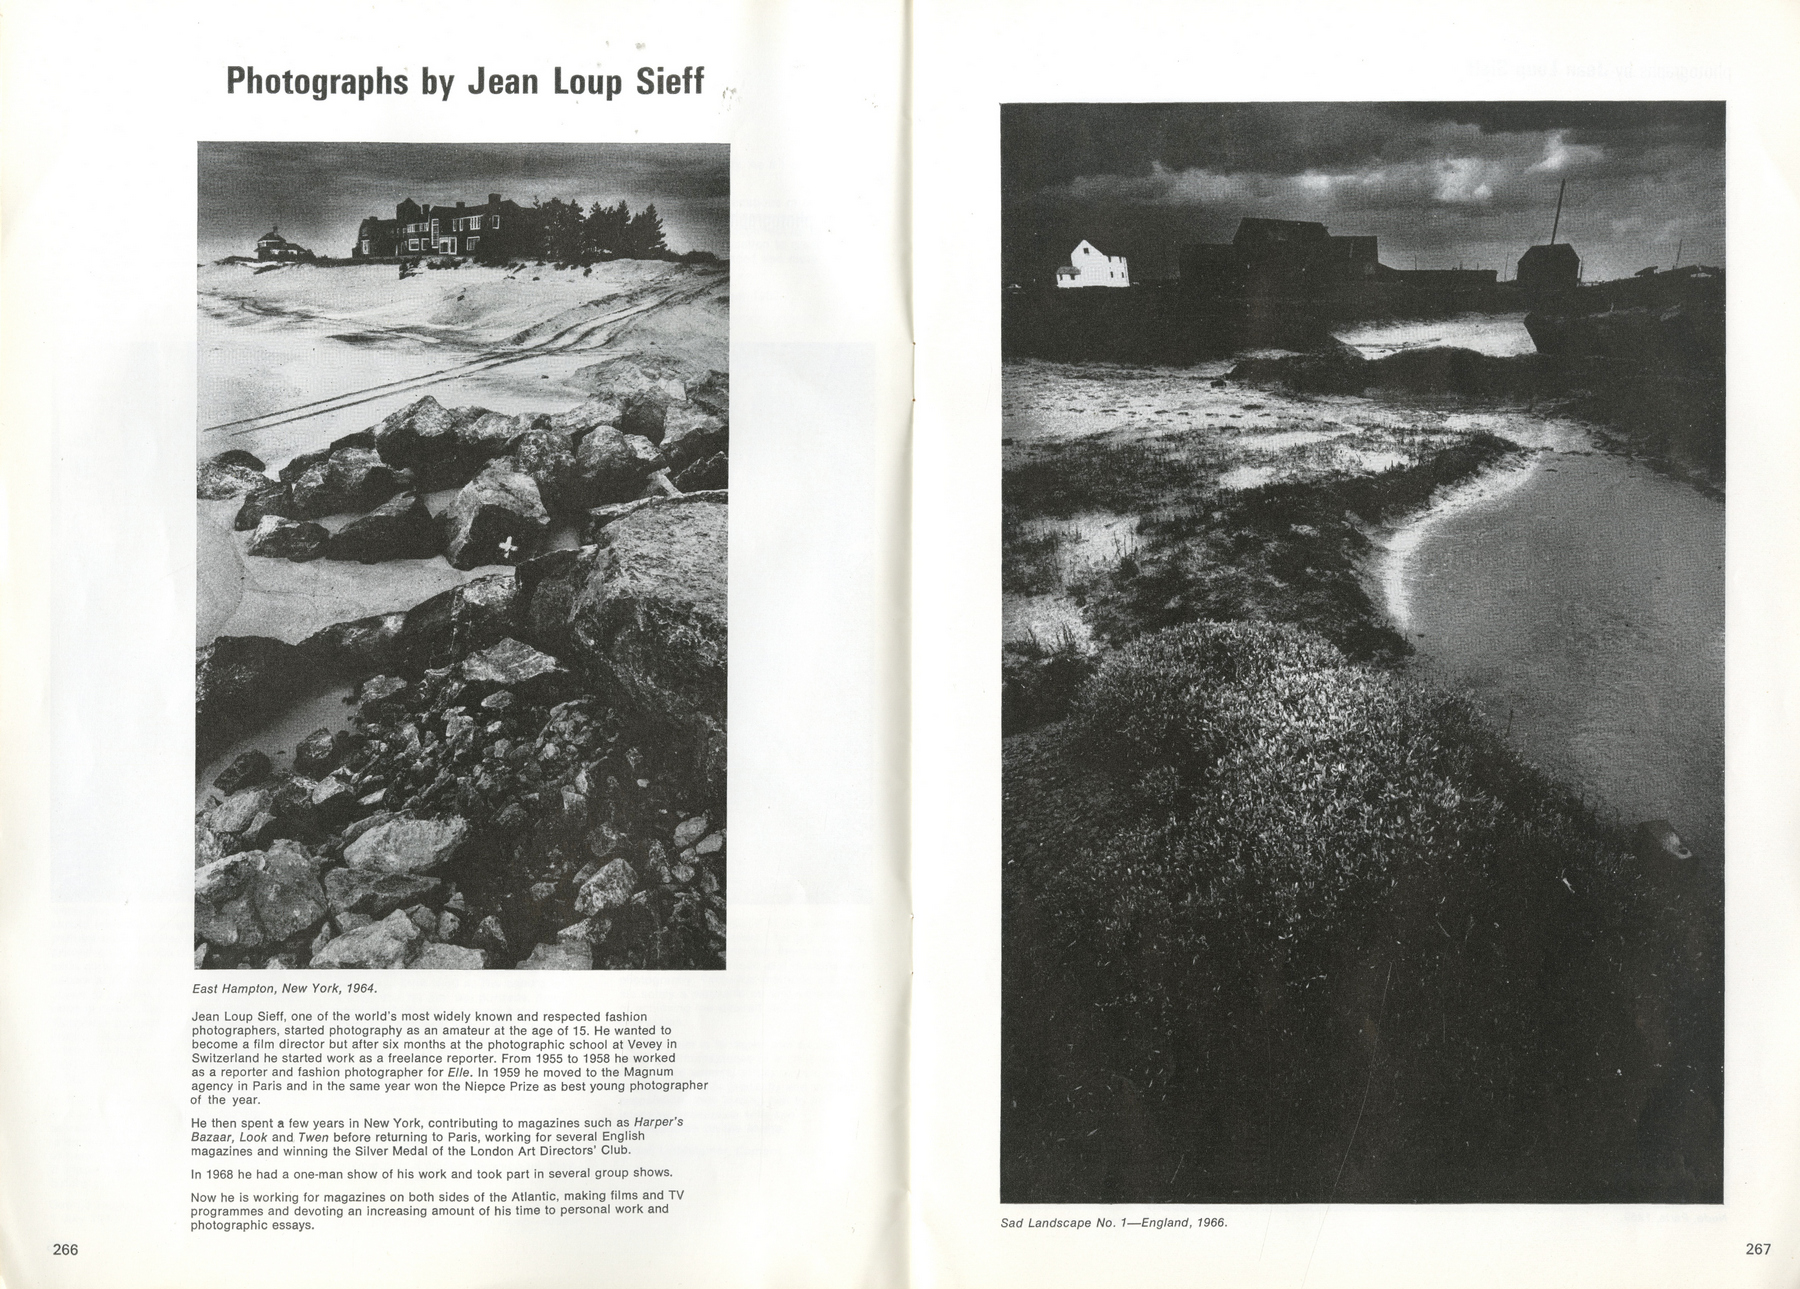 Photographs by Jean Loup Sieff
East Hampton, New York, 1964.
Jean Loup Sieff, one of the world's most widely known and respected fashion
photographers, started photography as an amateur at the age of 15. He wanted to
become a film director but after six months at the photographic school at Vevey in
Switzerland he started work as a freelance reporter. From 1955 to 1958 he worked
as a reporter and fashion photographer for Elle. In 1959 he moved to the Magnum
agency in Paris and in the same year won the Niepce Prize as best young photographer
of the year.
He then spent a few years in New York, contributing to magazines such as Harper's
Bazaar, Look and Twen before returning to Paris, working for several English
magazines and winning the Silver Medal of the London Art Directors' Club.
In 1968 he had a one-man show of his work and took part in several group shows.
Now he is working for magazines on both sides of the Atlantic, making films and TV
programmes and devoting an increasing amount of his time to personal work and
photographic essays.
266
Sad Landscape No. 1—England, 1966.
267